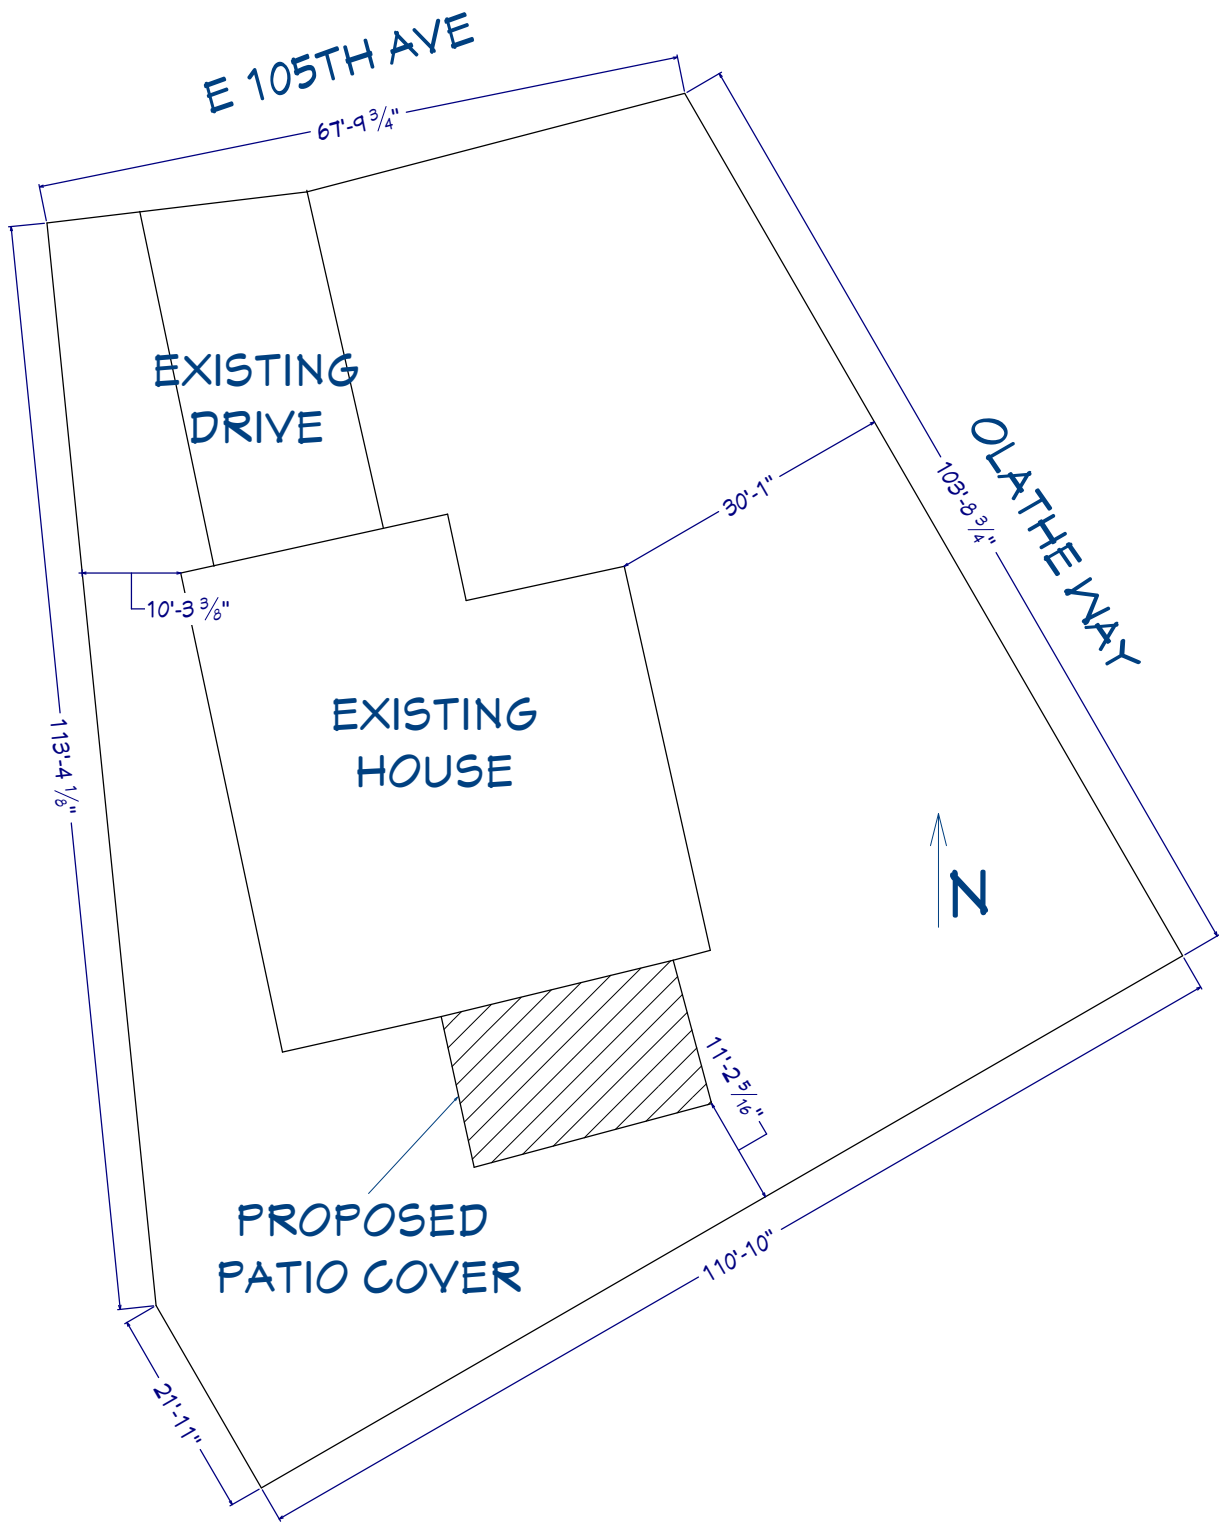 E 105TH AVE
67'-9 3/4"
EXISTING
DRIVE
OLATHE WAY
103'-8 3/4"
30'-1"
10'-3 3/8"
113'-4 1/8"
EXISTING
HOUSE
N
11'-2 5/16"
PROPOSED
PATIO COVER
110'-10"
21'-11"